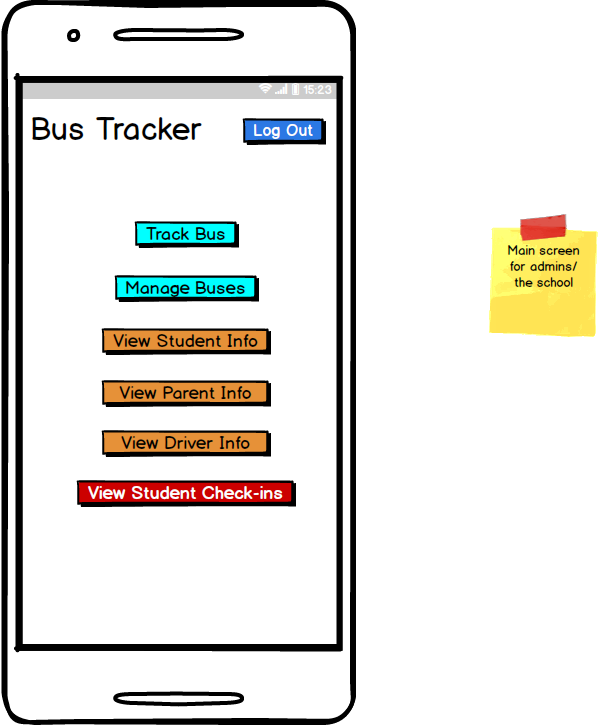 15:23
Bus Tracker
Log Out
Track Bus
Manage Buses
View Student Info
View Parent Info
View Driver Info
View Student Check-ins
Main screen
for admins/
the school